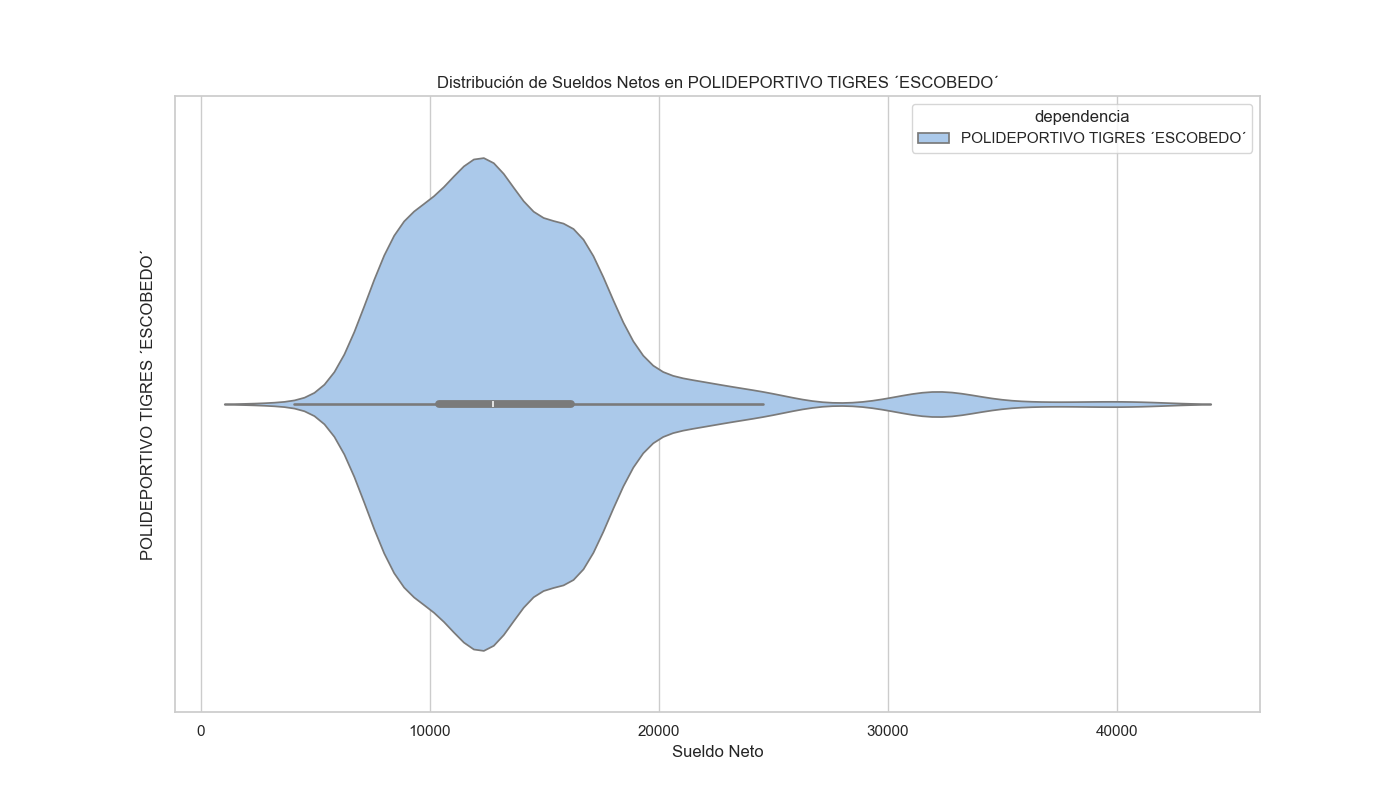 Distribución de Sueldos Netos en POLIDEPORTIVO TIGRES ´ESCOBEDO´
dependencia
POLIDEPORTIVO TIGRES ´ESCOBEDO´
POLIDEPORTIVO TIGRES ´ESCOBEDO´
0
10000
20000
30000
40000
Sueldo Neto